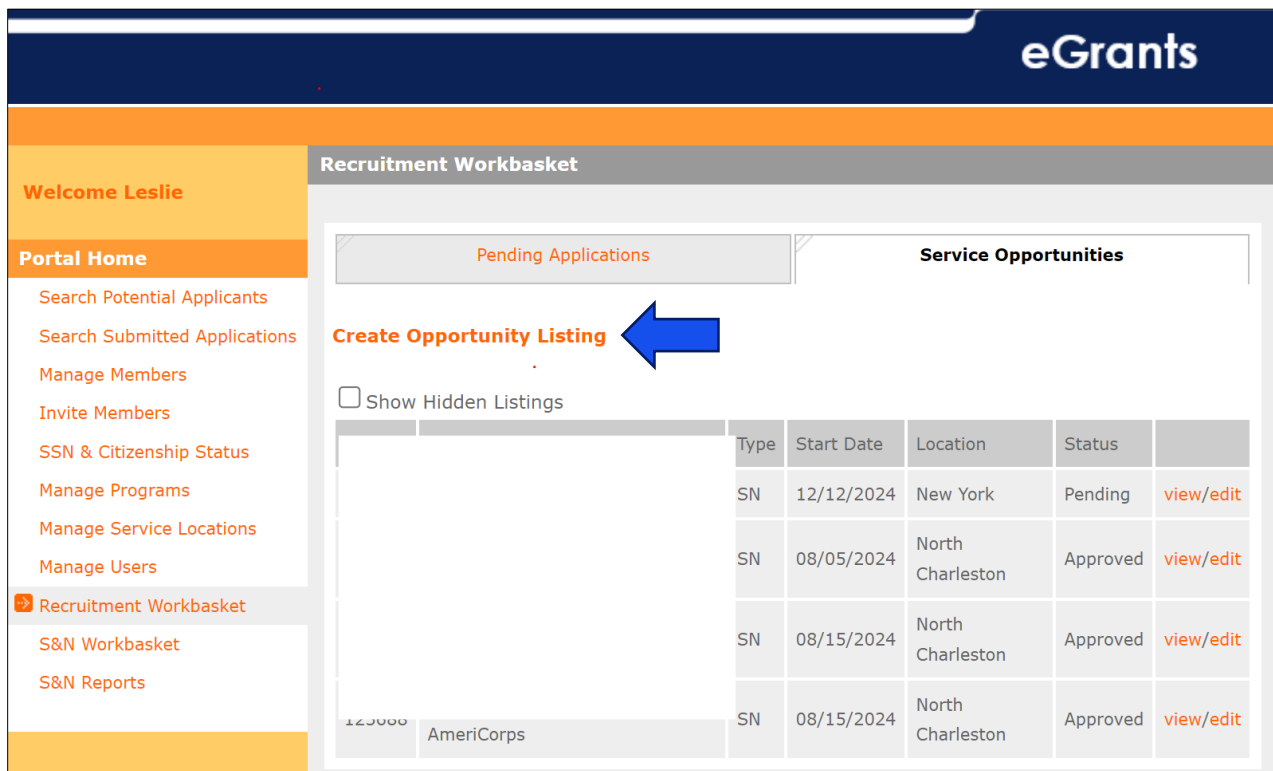 eGrants
Recruitment Workbasket
Welcome Leslie
Portal Home
Search Potential Applicants
Search Submitted Applications
Manage Members
Invite Members
SSN & Citizenship Status
Manage Programs
Manage Service Locations
Manage Users
Recruitment Workbasket
S&N Workbasket
S&N Reports
Pending Applications
Service Opportunities
Create Opportunity Listing
Show Hidden Listings
Type Start Date Location Status
SN 12/12/2024 New York Pending view/edit
SN 08/05/2024 North Charleston Approved view/edit
SN 08/15/2024 North Charleston Approved view/edit
AmeriCorps SN 08/15/2024 North Charleston Approved view/edit